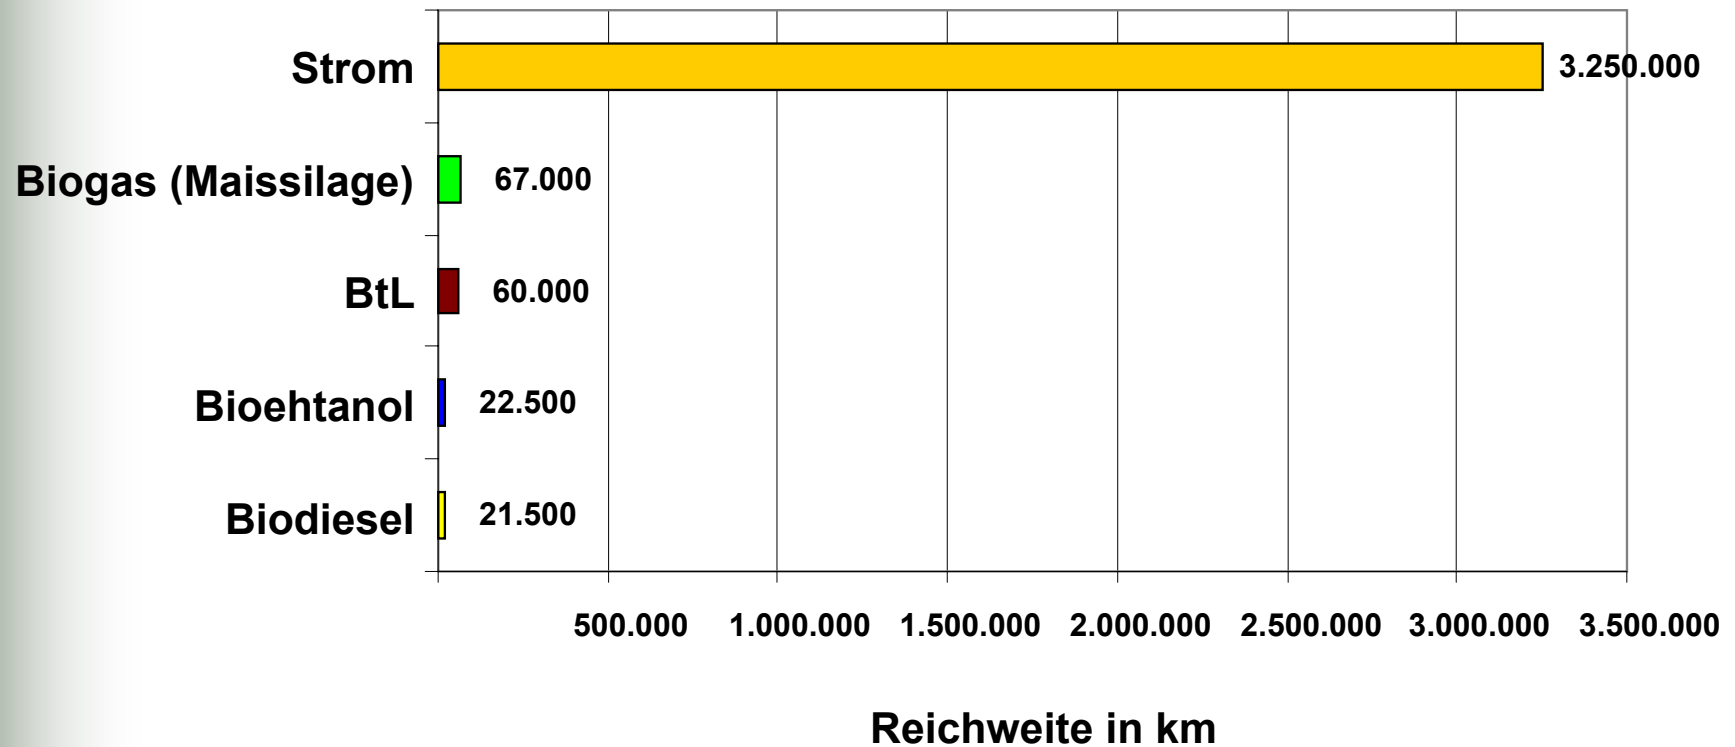 Strom 3.250.000
Biogas (Maissilage) 67.000
BtL 60.000
Bioehtanol 22.500
Biodiesel 21.500
500.000 1.000.000 1.500.000 2.000.000 2.500.000 3.000.000 3.500.000
Reichweite in km